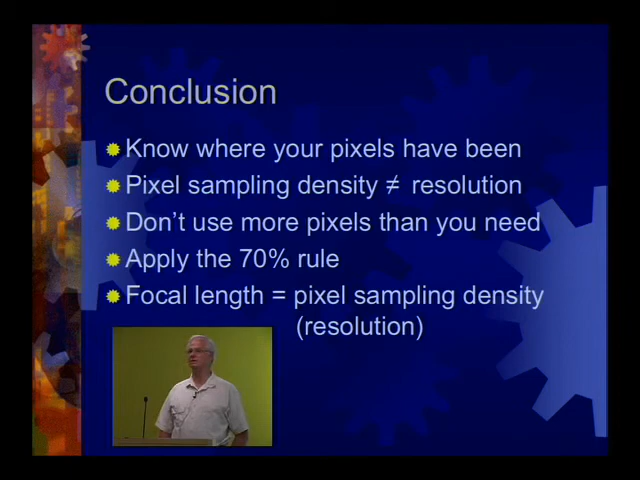 Conclusion
Know where your pixels have been
Pixel sampling density ≠ resolution
Don't use more pixels than you need
Apply the 70% rule
Focal length = pixel sampling density
(resolution)